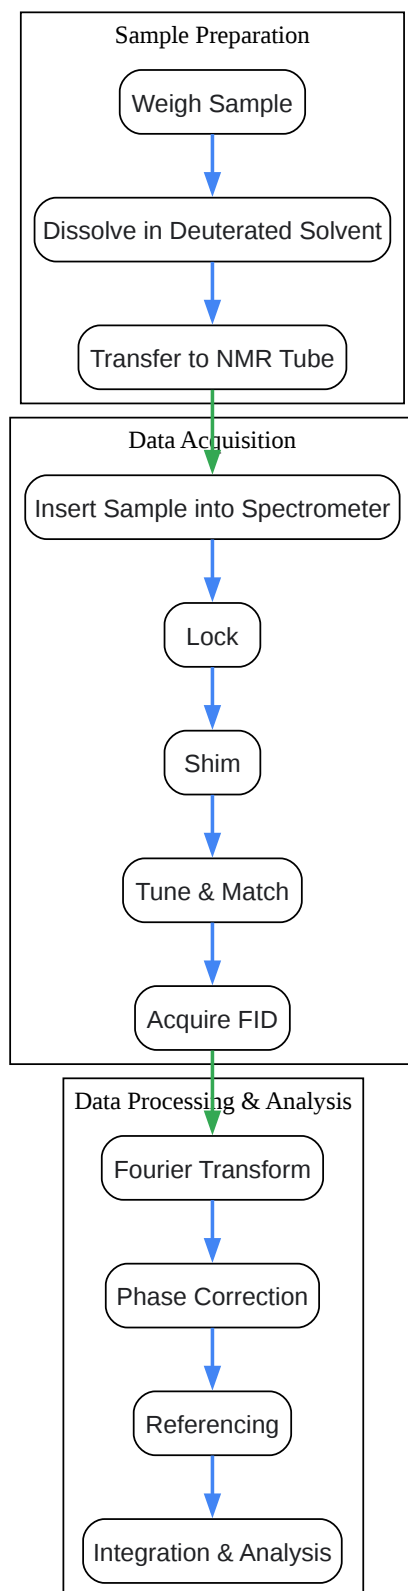 Sample Preparation
Weigh Sample
Dissolve in Deuterated Solvent
Transfer to NMR Tube
Data Acquisition
Insert Sample into Spectrometer
Lock
Shim
Tune & Match
Acquire FID
Data Processing & Analysis
Fourier Transform
Phase Correction
Referencing
Integration & Analysis